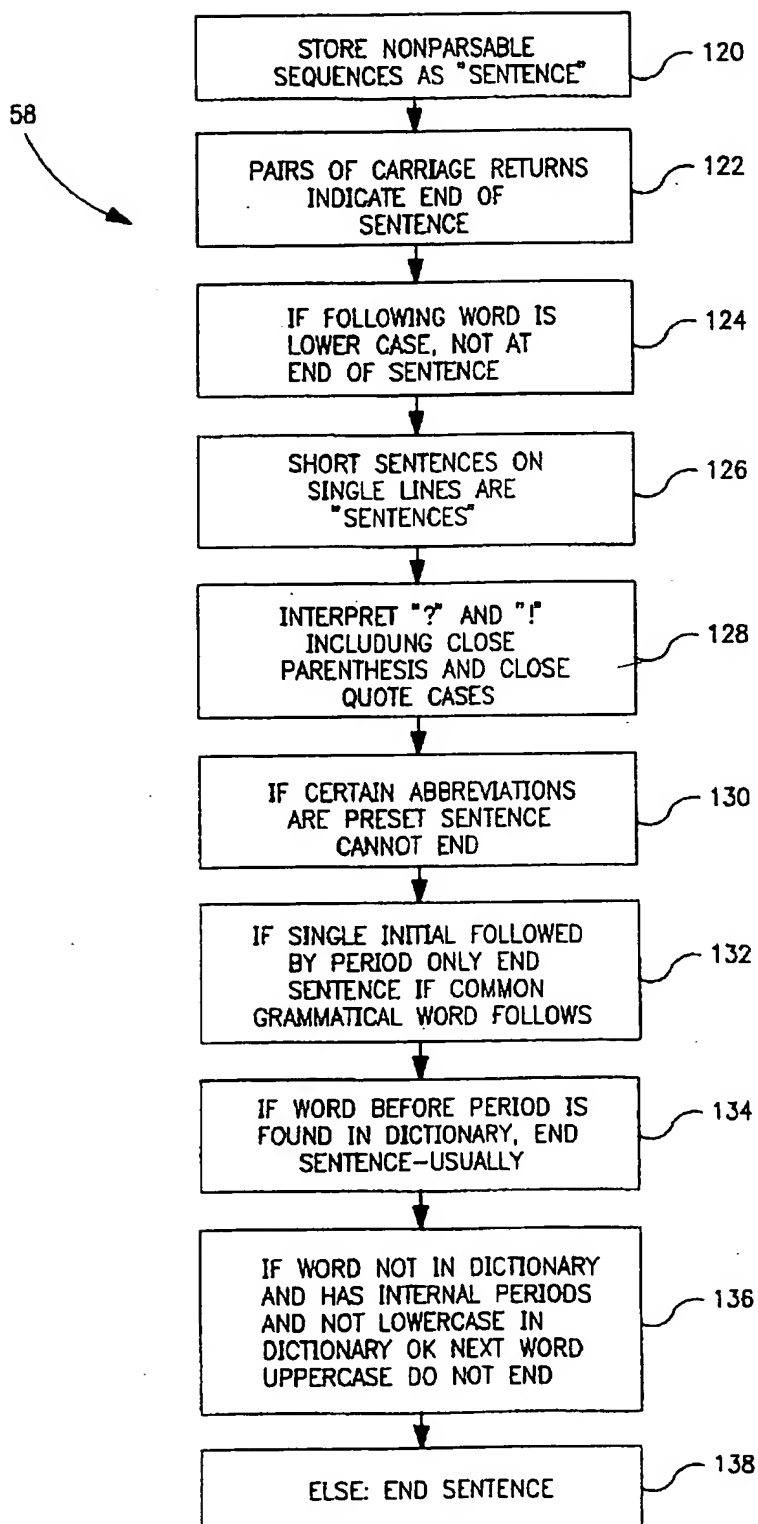 STORE NONPARSABLE
SEQUENCES AS "SENTENCE"
120
58
PAIRS OF CARRIAGE RETURNS
INDICATE END OF
SENTENCE
122
IF FOLLOWING WORD IS
LOWER CASE, NOT AT
END OF SENTENCE
124
SHORT SENTENCES ON
SINGLE LINES ARE
"SENTENCES"
126
INTERPRET "?" AND "!"
INCLUDUNG CLOSE
PARENTHESIS AND CLOSE
QUOTE CASES
128
IF CERTAIN ABBREVIATIONS
ARE PRESET SENTENCE
CANNOT END
130
IF SINGLE INITIAL FOLLOWED
BY PERIOD ONLY END
SENTENCE IF COMMON
GRAMMATICAL WORD FOLLOWS
132
IF WORD BEFORE PERIOD IS
FOUND IN DICTIONARY, END
SENTENCE-USUALLY
134
IF WORD NOT IN DICTIONARY
AND HAS INTERNAL PERIODS
AND NOT LOWERCASE IN
DICTIONARY OK NEXT WORD
UPPERCASE DO NOT END
136
ELSE: END SENTENCE
138